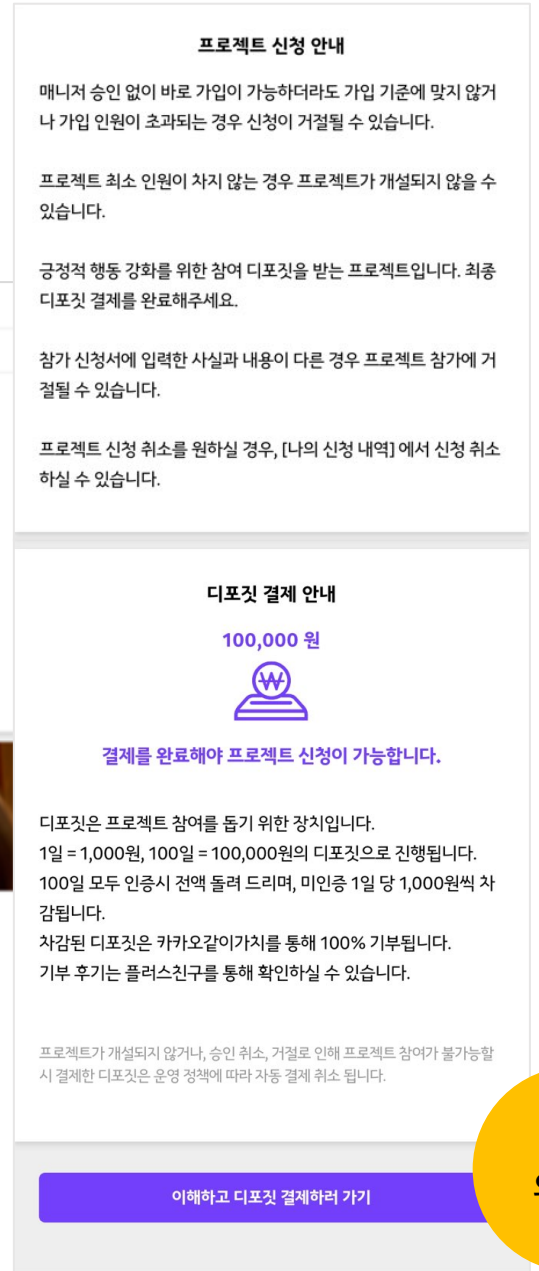 프로젝트 신청 안내
매니저 승인 없이 바로 가입이 가능하더라도 가입 기준에 맞지 않거
나 가입 인원이 초과되는 경우 신청이 거절될 수 있습니다.
프로젝트 최소 인원이 차지 않는 경우 프로젝트가 개설되지 않을 수
있습니다.
긍정적 행동 강화를 위한 참여 디포짓을 받는 프로젝트입니다. 최종
디포짓 결제를 완료해주세요.
참가 신청서에 입력한 사실과 내용이 다른 경우 프로젝트 참가에 거
절될 수 있습니다.
프로젝트 신청 취소를 원하실 경우, [나의 신청 내역] 에서 신청 취소
하실 수 있습니다.
디포짓 결제 안내
100,000 원
₩
결제를 완료해야 프로젝트 신청이 가능합니다.
디포짓은 프로젝트 참여를 돕기 위한 장치입니다.
1일 = 1,000원, 100일 = 100,000원의 디포짓으로 진행됩니다.
100일 모두 인증시 전액 돌려 드리며, 미인증 1일 당 1,000원씩 차
감됩니다.
차감된 디포짓은 카카오같이가치를 통해 100% 기부됩니다.
기부 후기는 플러스친구를 통해 확인하실 수 있습니다.
프로젝트가 개설되지 않거나, 승인 취소, 거절로 인해 프로젝트 참여가 불가능할
시 결제한 디포짓은 운영 정책에 따라 자동 결제 취소 됩니다.
이해하고 디포짓 결제하러 가기